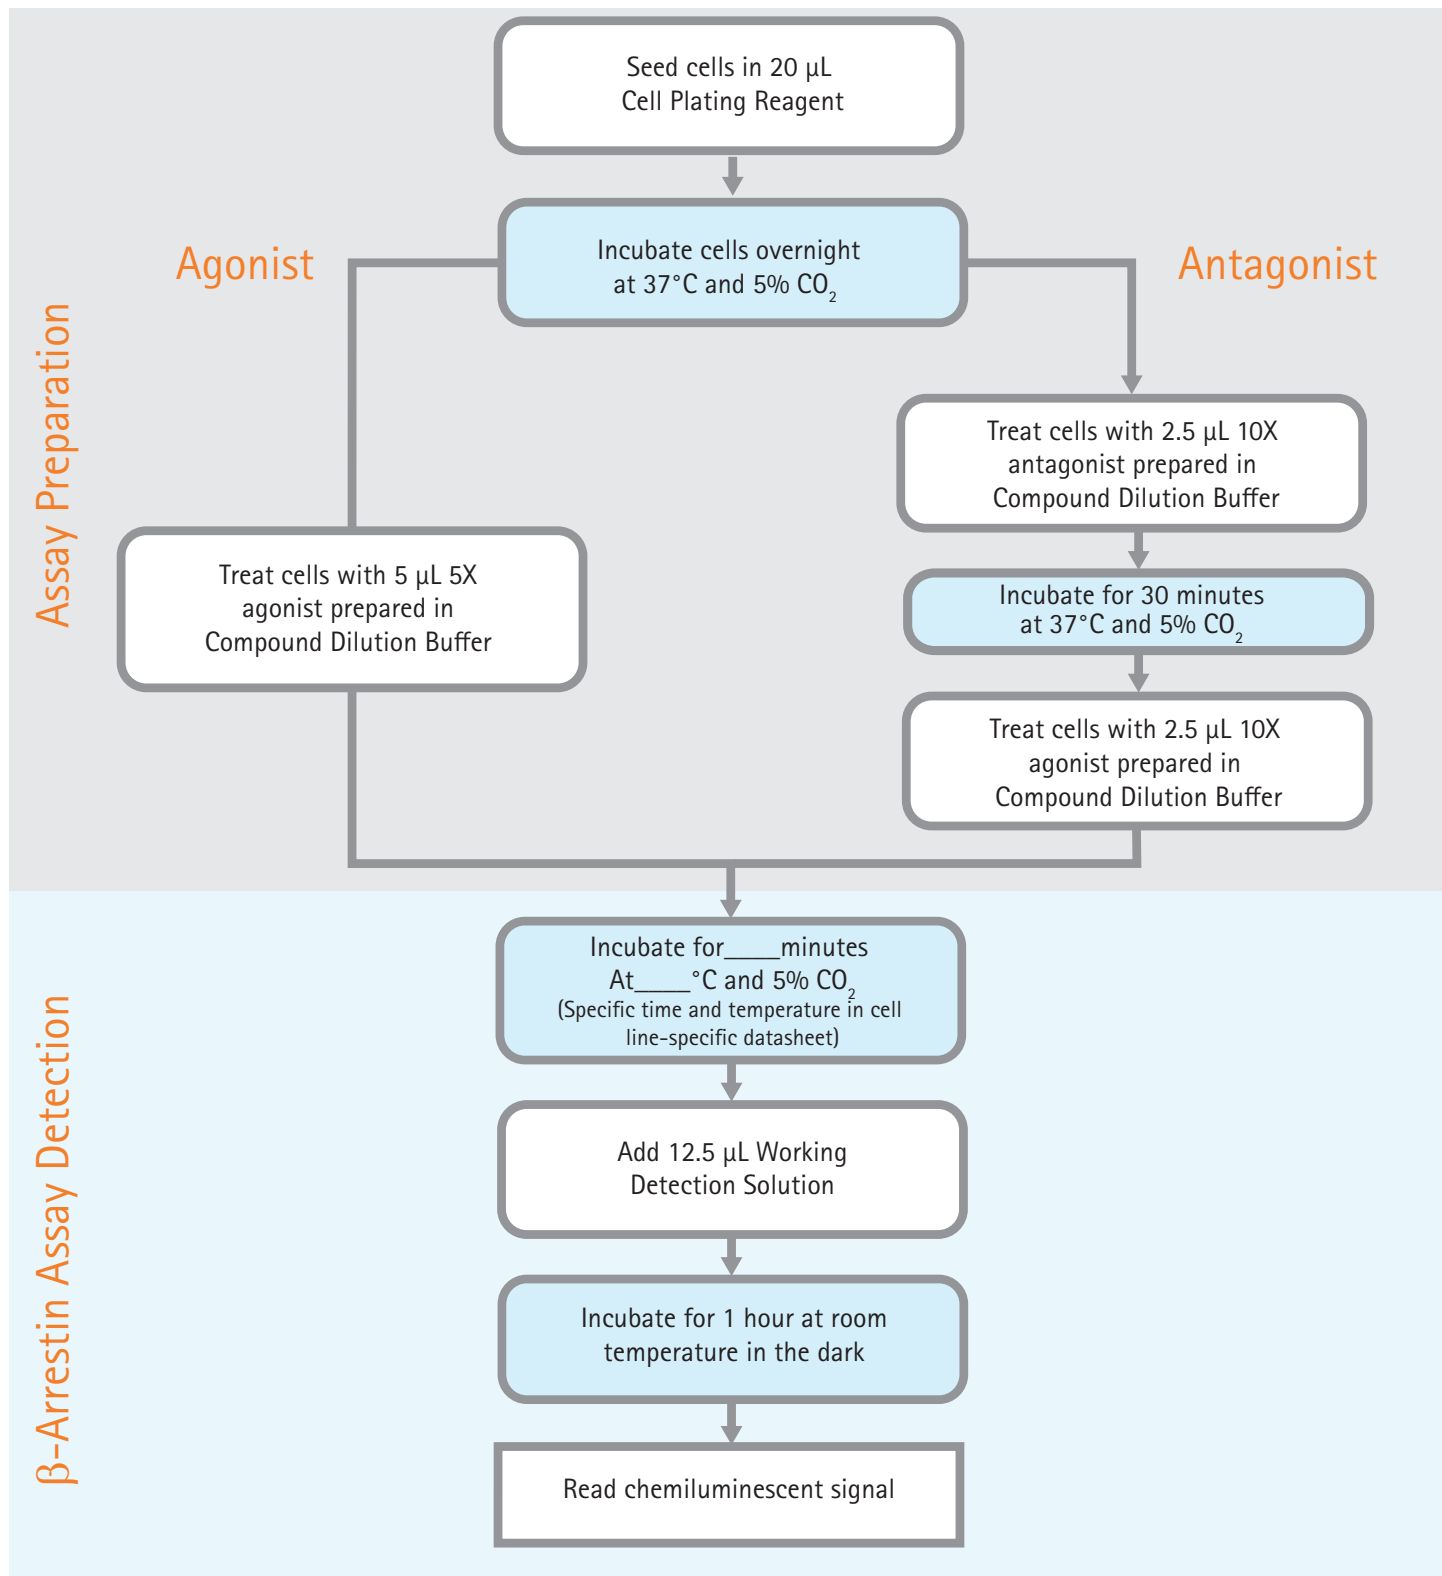 Seed cells in 20 µL
Cell Plating Reagent
Incubate cells overnight
at 37°C and 5% CO₂
Agonist
Antagonist
Assay Preparation
Treat cells with 2.5 µL 10X
antagonist prepared in
Compound Dilution Buffer
Treat cells with 5 µL 5X
agonist prepared in
Compound Dilution Buffer
Incubate for 30 minutes
at 37°C and 5% CO₂
Treat cells with 2.5 µL 10X
agonist prepared in
Compound Dilution Buffer
β-Arrestin Assay Detection
Incubate for____minutes
At____°C and 5% CO₂
(Specific time and temperature in cell
line-specific datasheet)
Add 12.5 µL Working
Detection Solution
Incubate for 1 hour at room
temperature in the dark
Read chemiluminescent signal